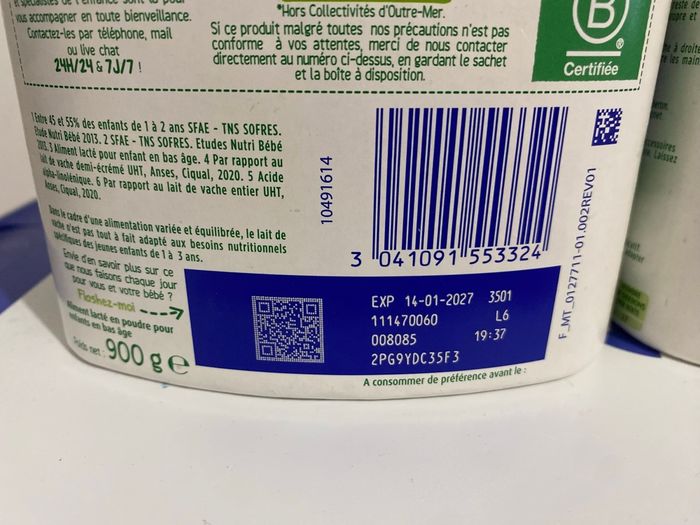 et spécialistes de l'enfance sont là pour
vous accompagner en toute bienveillance.
Contactez-les par téléphone, mail
ou live chat
24H/24 & 7J/7 !
*Hors Collectivités d'Outre-Mer.
Si ce produit malgré toutes nos précautions n'est pas
conforme à vos attentes, merci de nous contacter
directement au numéro ci-dessus, en gardant le sachet
et la boîte à disposition.
B
®
Certifiée
1 Entre 45 et 55% des enfants de 1 à 2 ans SFAE - TNS SOFRES.
Etude Nutri Bébé 2013. 2 SFAE - TNS SOFRES. Etudes Nutri Bébé
2013. 3 Aliment lacté pour enfant en bas âge. 4 Par rapport au
lait de vache demi-écrémé UHT, Anses, Ciqual, 2020. 5 Acide
alpha-linolénique. 6 Par rapport au lait de vache entier UHT,
Anses, Ciqual, 2020.
Dans le cadre d'une alimentation variée et équilibrée, le lait de
vache n'est pas tout à fait adapté aux besoins nutritionnels
spécifiques des jeunes enfants de 1 à 3 ans.
Envie d'en savoir plus sur ce
que nous faisons chaque jour
pour vous et votre bébé ?
Flashez-moi
Aliment lacté en poudre pour
enfants en bas âge
Poids net : 900 g e
10491614
3 041091 553324
F_MT_0127711-01.002REV01
EXP 14-01-2027 3501
111470060 L6
008085 19:37
2PG9YDC35F3
A consommer de préférence avant le :